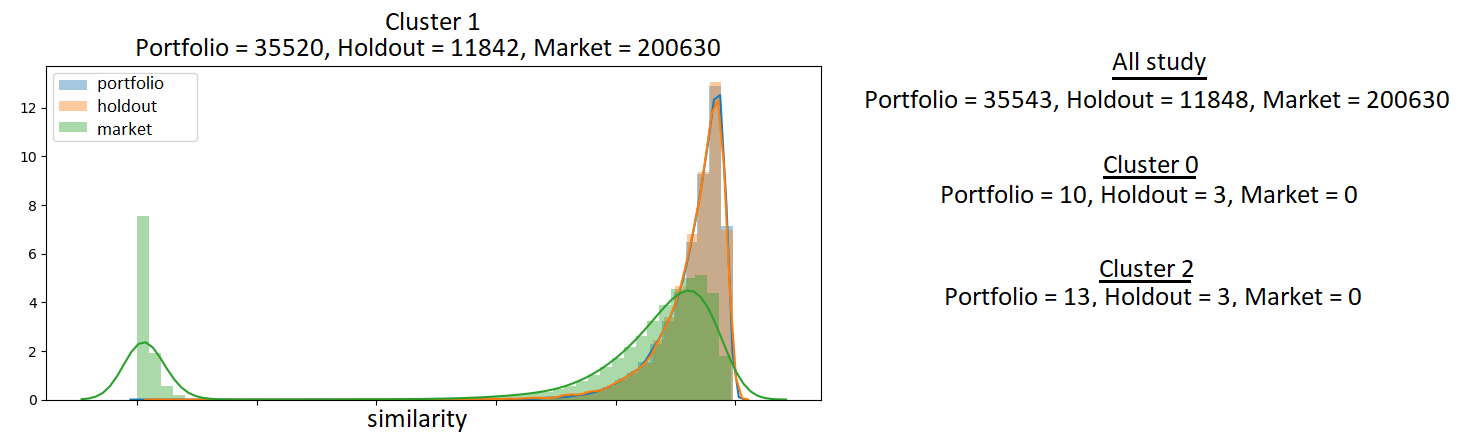 Cluster 1
Portfolio = 35520, Holdout = 11842, Market = 200630
portfolio
holdout
market
12
10
8
6
4
2
0
similarity
All study
Portfolio = 35543, Holdout = 11848, Market = 200630
Cluster 0
Portfolio = 10, Holdout = 3, Market = 0
Cluster 2
Portfolio = 13, Holdout = 3, Market = 0